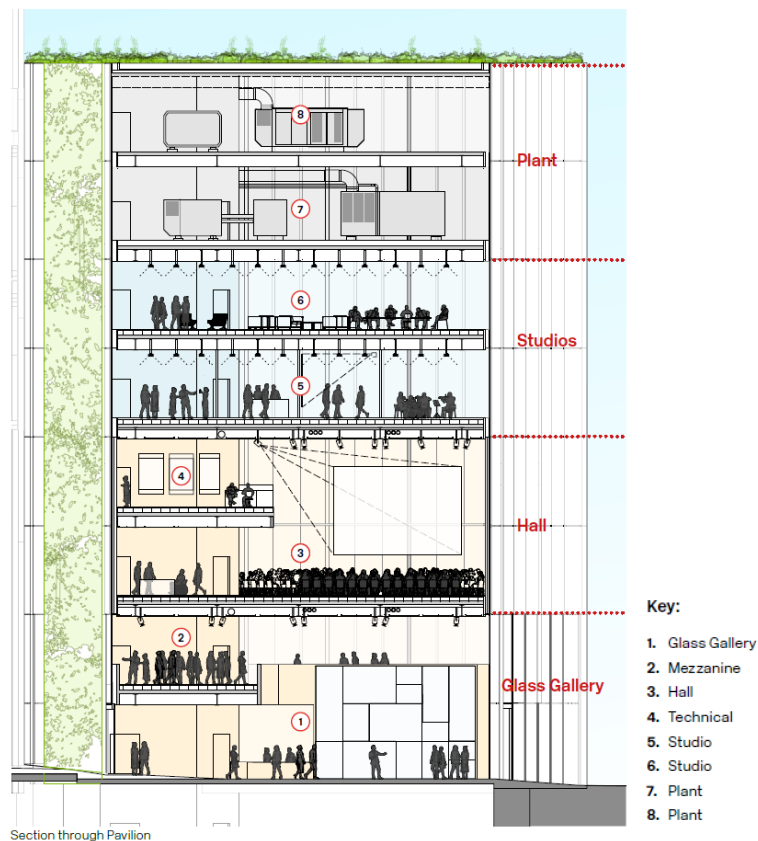 8
Plant
7
6
Studios
5
4
Hall
3
2
Glass Gallery
1
Key:
1. Glass Gallery
2. Mezzanine
3. Hall
4. Technical
5. Studio
6. Studio
7. Plant
8. Plant
Section through Pavilion